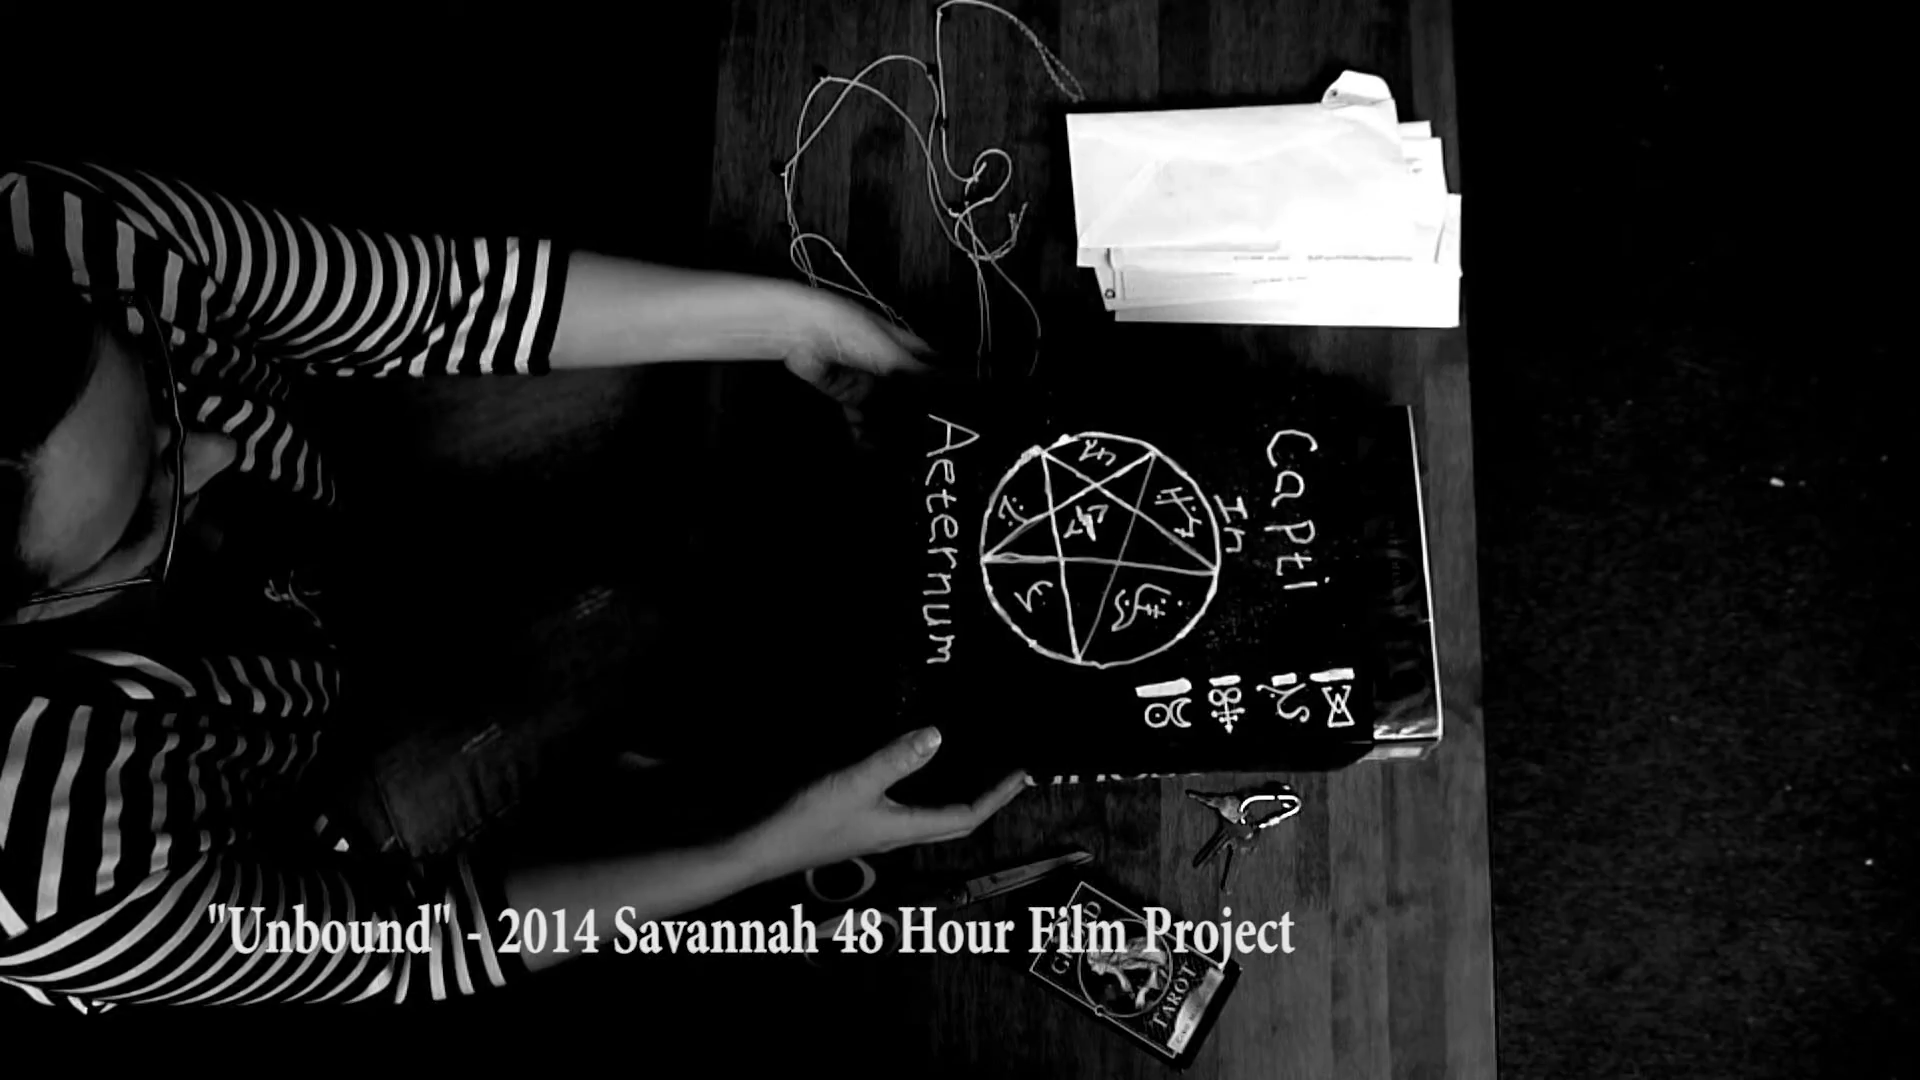 Capti
In
Aeternum
"Unbound" - 2014 Savannah 48 Hour Film Project
TAROT